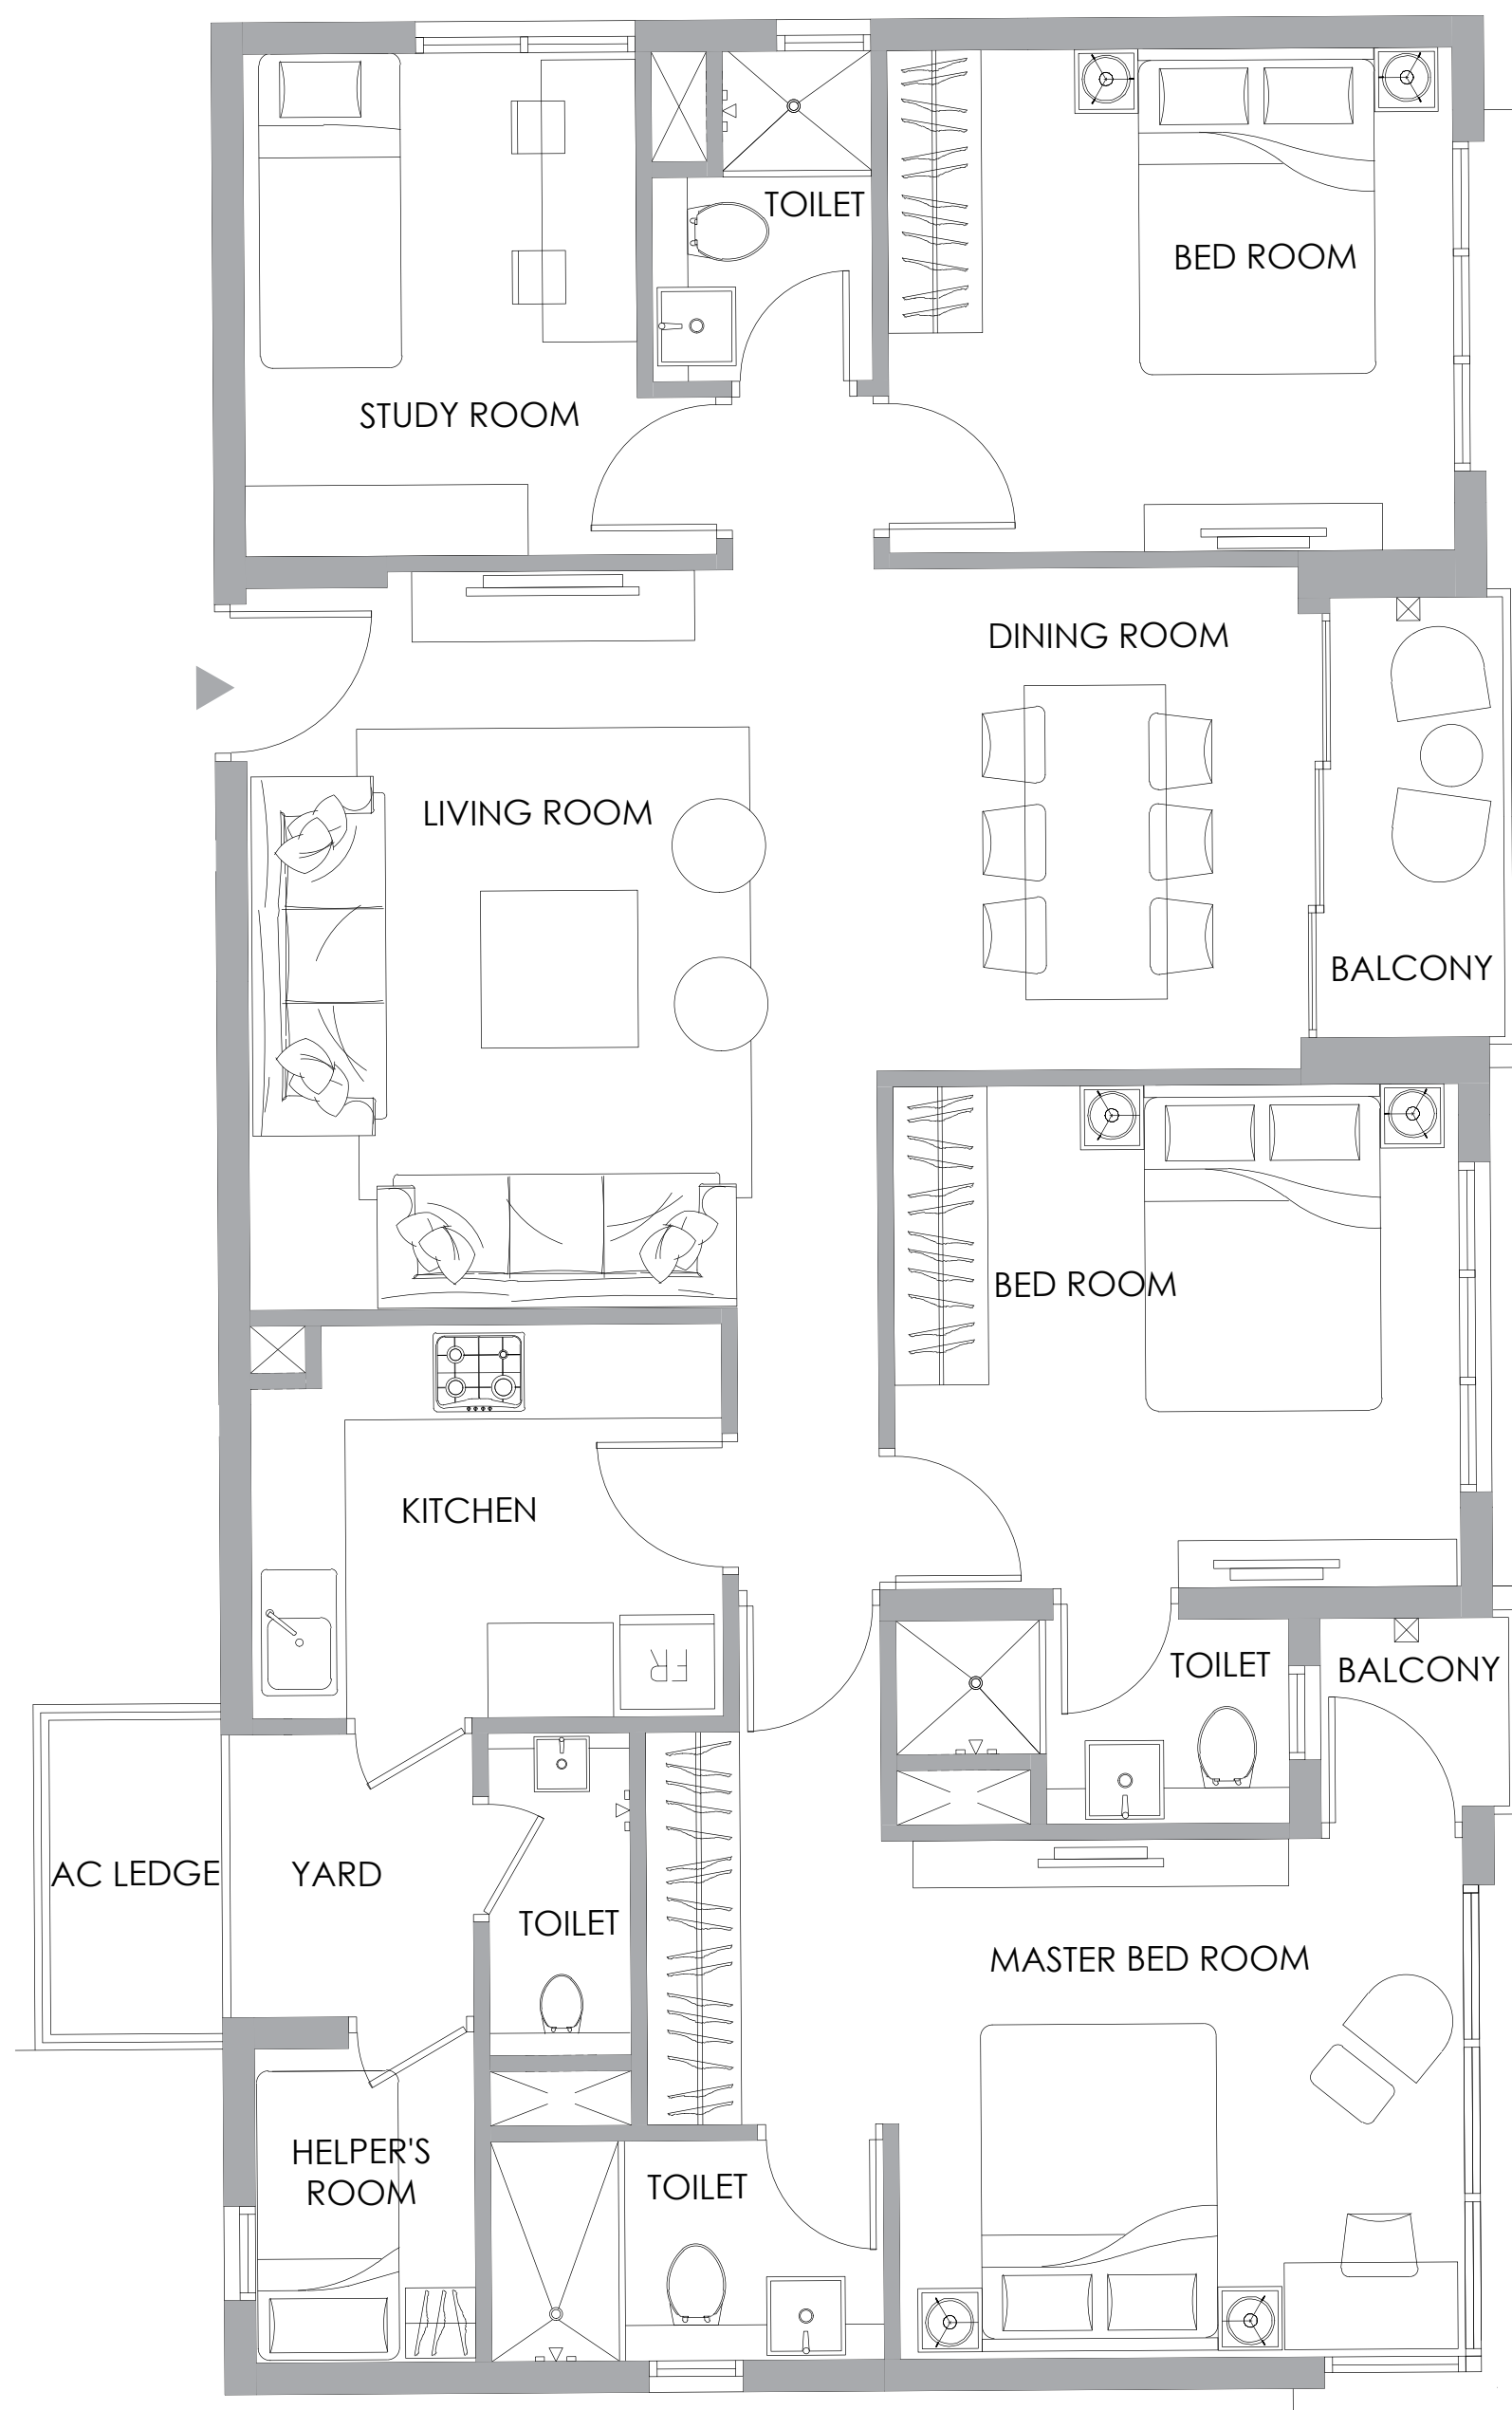 TOILET
BED ROOM
STUDY ROOM
DINING ROOM
LIVING ROOM
BALCONY
BED ROOM
KITCHEN
FR
TOILET
BALCONY
AC LEDGE
YARD
TOILET
MASTER BED ROOM
HELPER'S
ROOM
TOILET